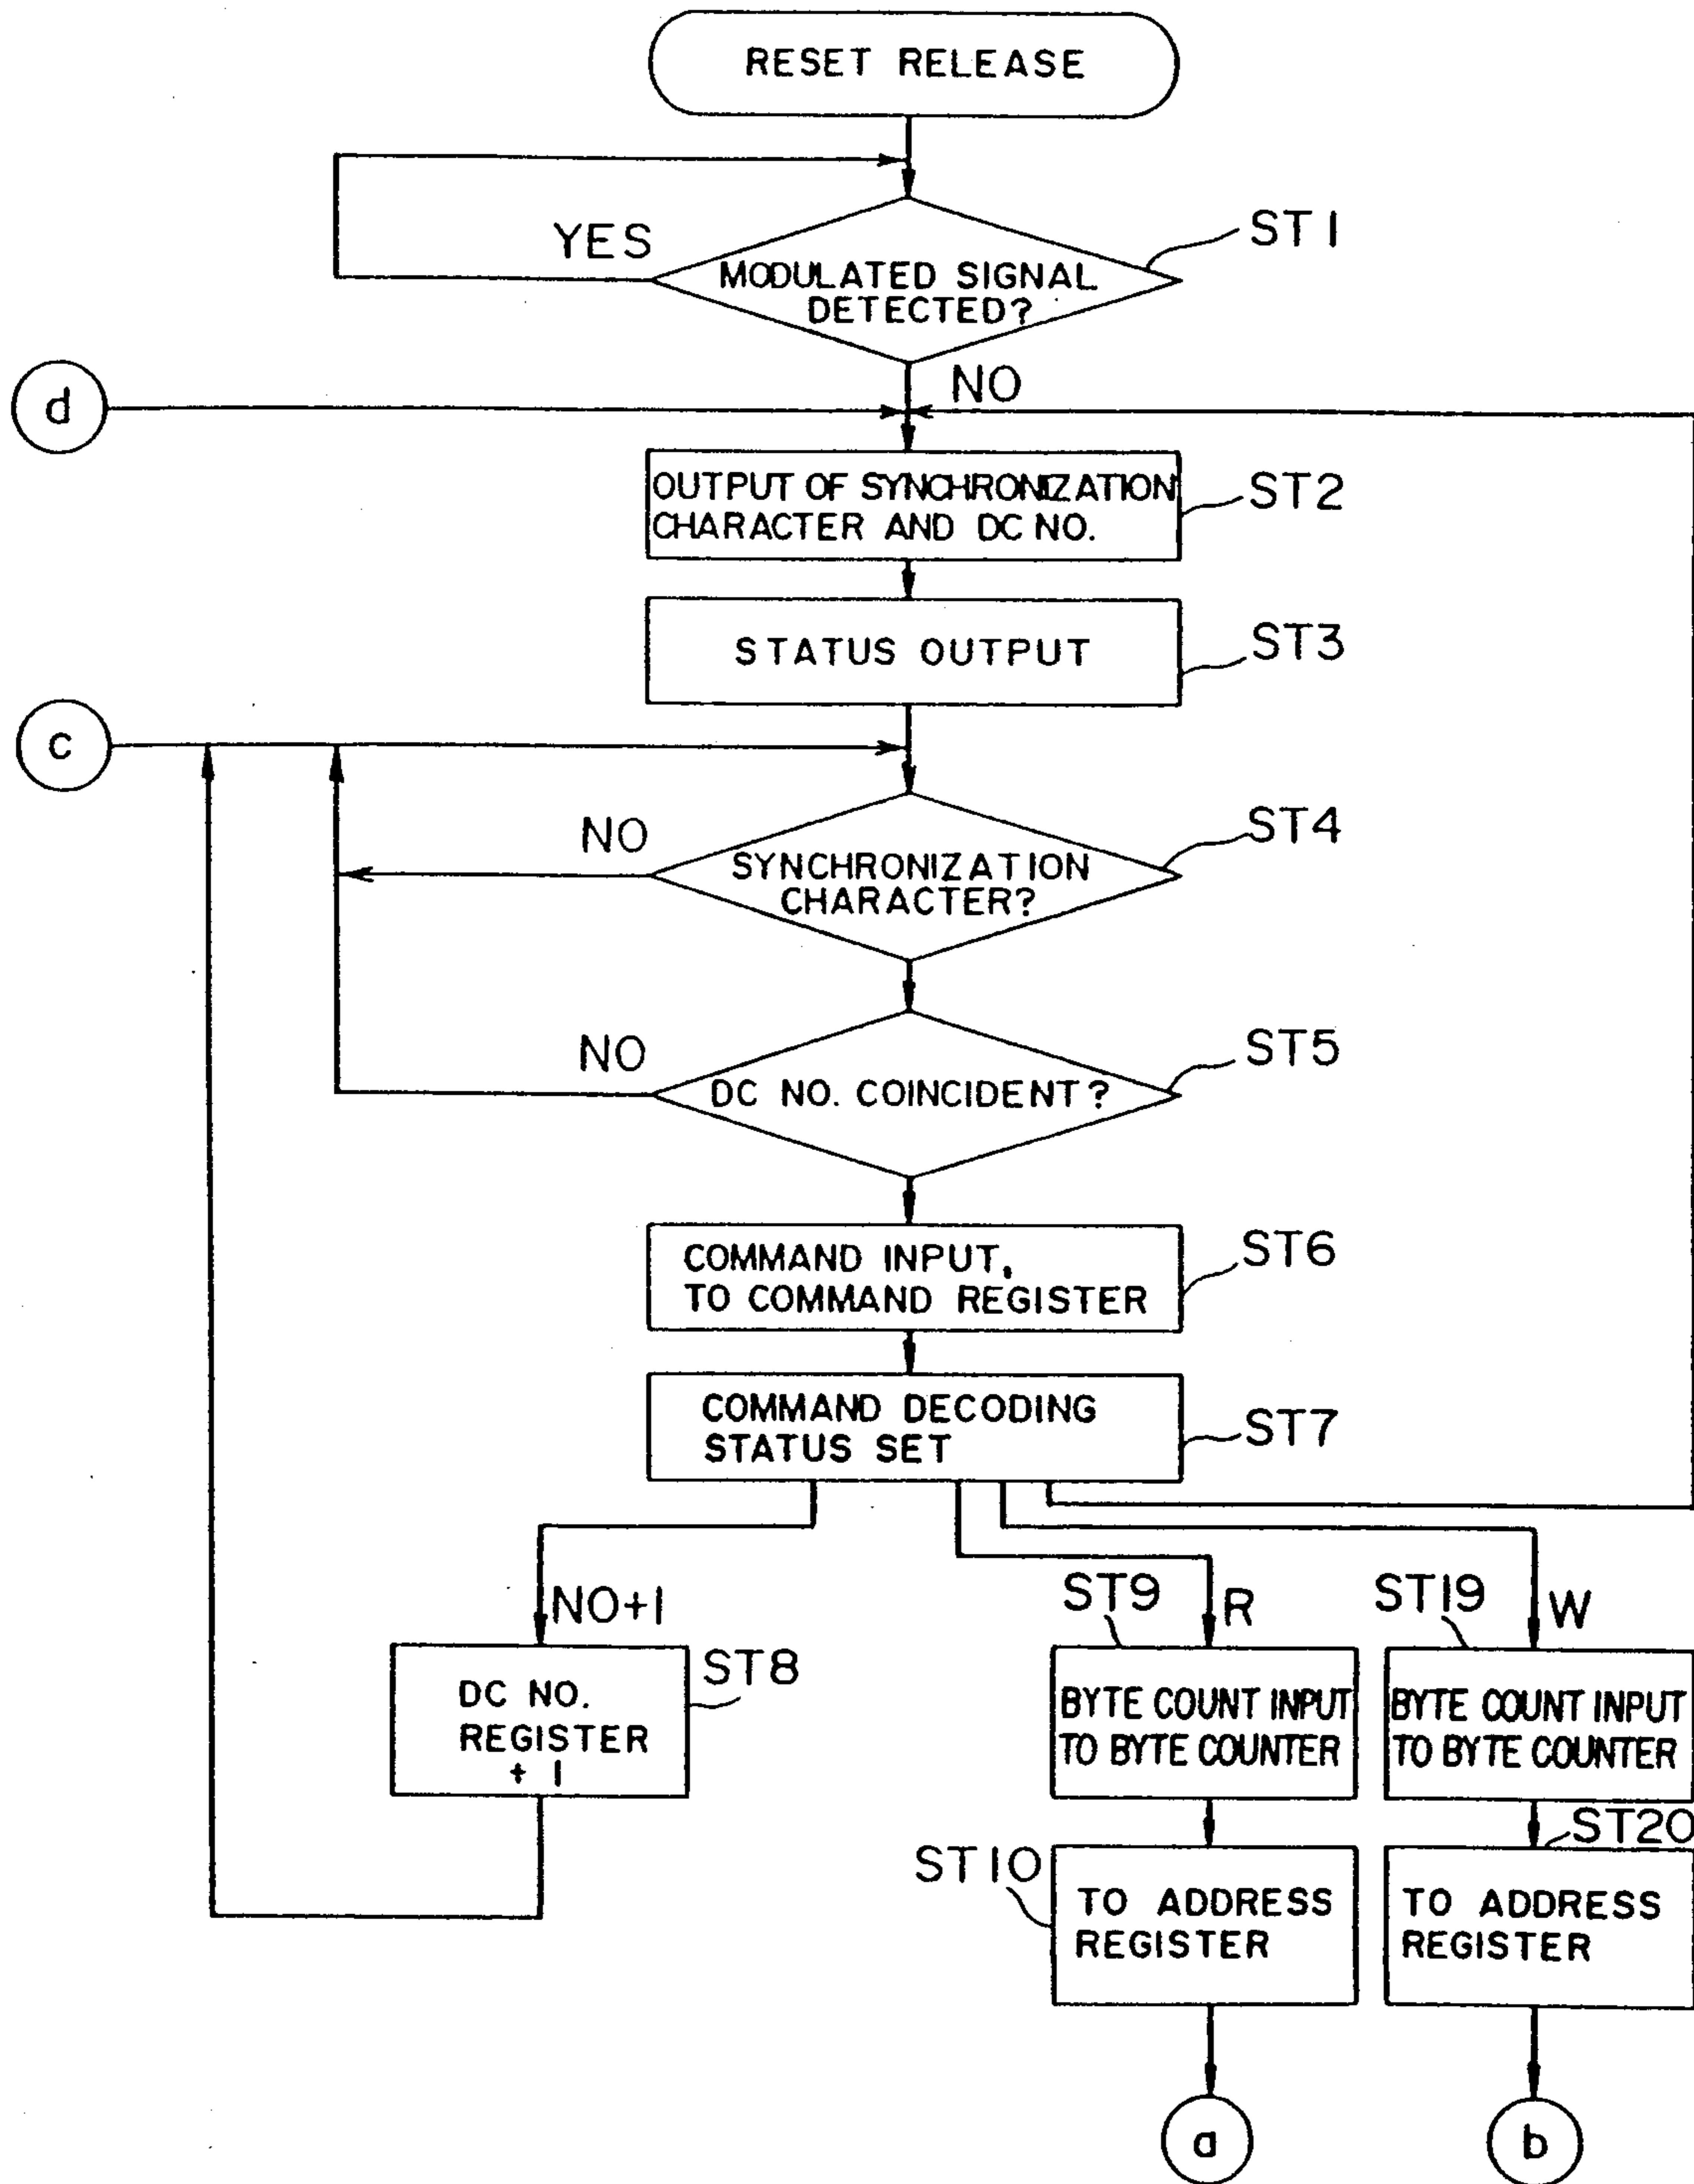 RESET RELEASE
YES
ST1
MODULATED SIGNAL
DETECTED?
d
NO
OUTPUT OF SYNCHRONIZATION
CHARACTER AND DC NO.
ST2
STATUS OUTPUT
ST3
c
NO
ST4
SYNCHRONIZATION
CHARACTER?
NO
ST5
DC NO. COINCIDENT?
COMMAND INPUT,
TO COMMAND REGISTER
ST6
COMMAND DECODING
STATUS SET
ST7
NO+1
ST9
R
ST19
W
DC NO.
REGISTER
+ 1
ST8
BYTE COUNT INPUT
TO BYTE COUNTER
BYTE COUNT INPUT
TO BYTE COUNTER
ST10
ST20
TO ADDRESS
REGISTER
TO ADDRESS
REGISTER
a
b